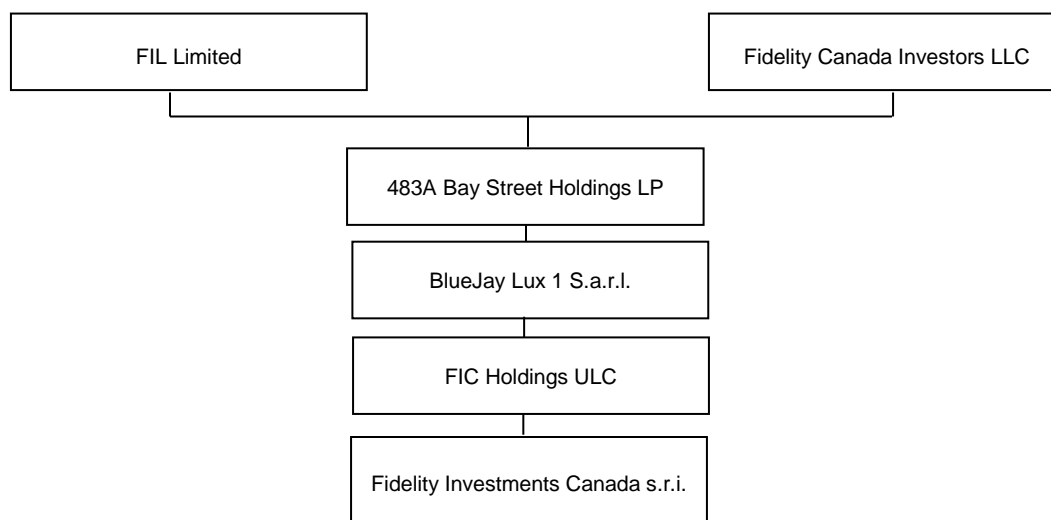 FIL Limited
Fidelity Canada Investors LLC
483A Bay Street Holdings LP
BlueJay Lux 1 S.a.r.l.
FIC Holdings ULC
Fidelity Investments Canada s.r.i.